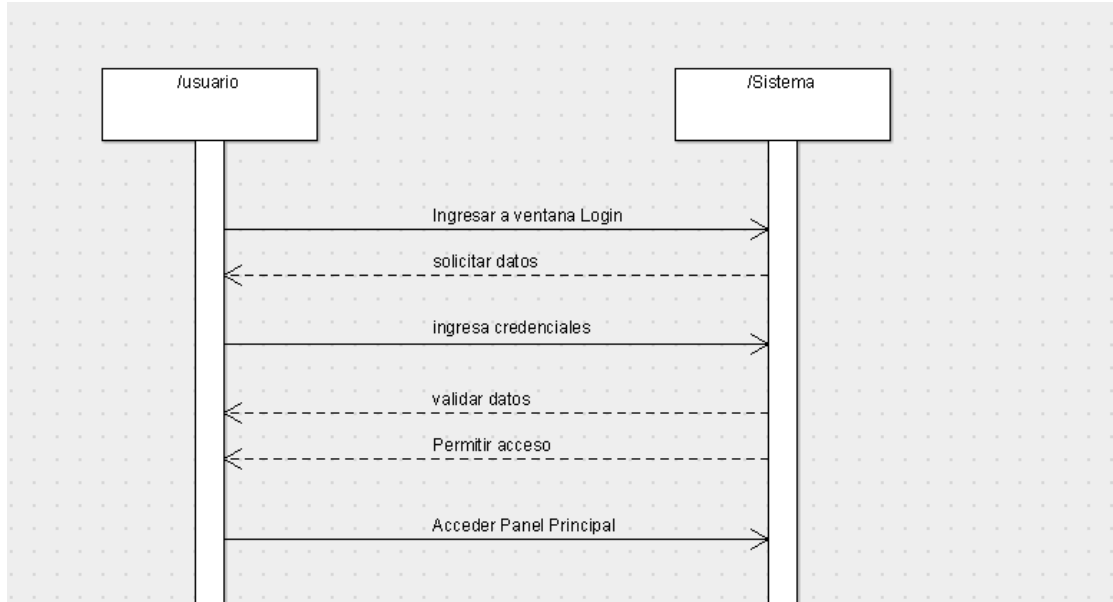 /usuario
/Sistema
Ingresar a ventana Login
solicitar datos
ingresa credenciales
validar datos
Permitir acceso
Acceder Panel Principal